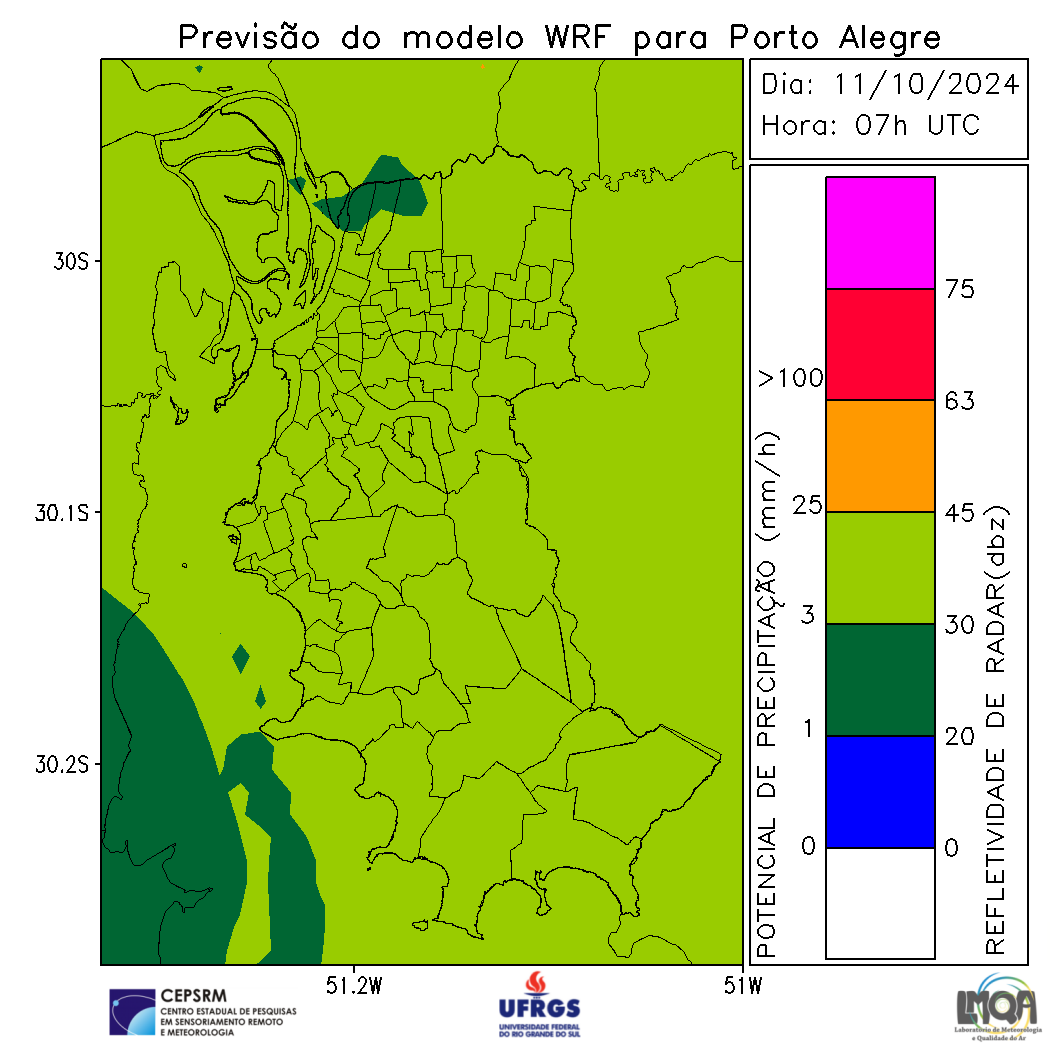 Previsão do modelo WRF para Porto Alegre
Dia: 11/10/2024
Hora: 07h UTC
30S
30.1S
30.2S
51.2W
51W
POTENCIAL DE PRECIPITAÇÃO (mm/h)
>100
25
3
1
0
75
63
45
30
20
0
REFLETIVIDADE DE RADAR(dbz)
CEPSRM
CENTRO ESTADUAL DE PESQUISAS
EM SENSORIAMENTO REMOTO
E METEOROLOGIA
UFRGS
UNIVERSIDADE FEDERAL
DO RIO GRANDE DO SUL
LMQA
Laboratório de Meteorologia
e Qualidade do Ar